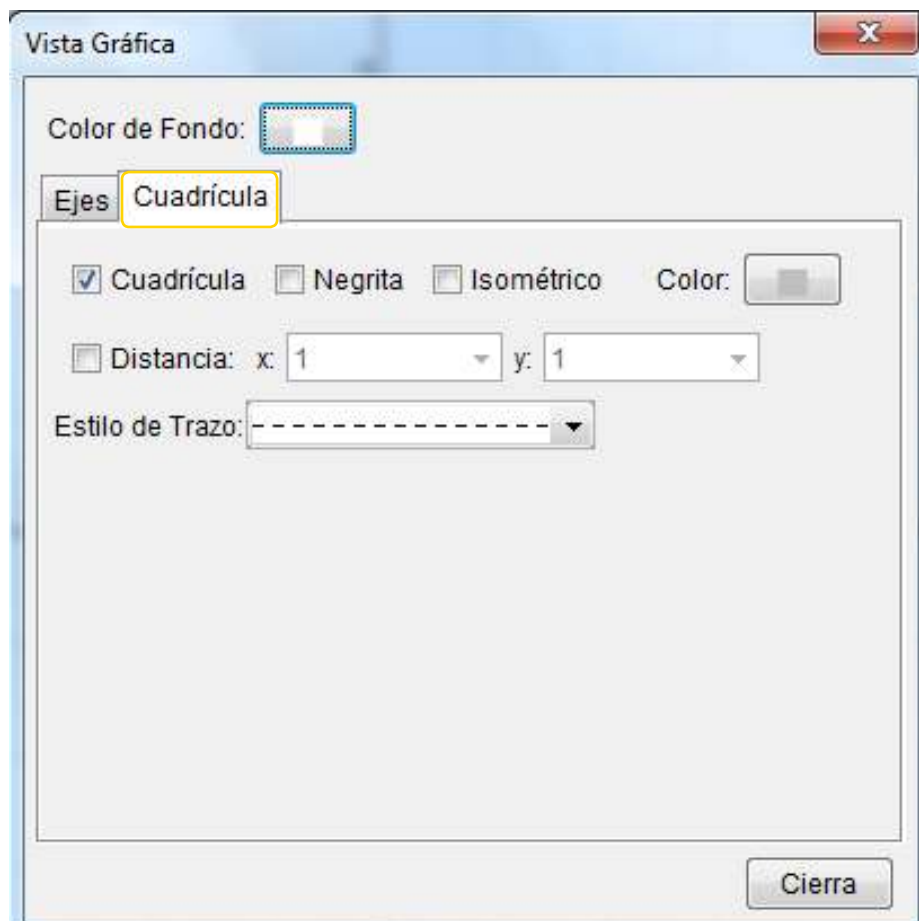 Vista Gráfica
Color de Fondo:
Ejes Cuadrícula
Cuadrícula Negrita Isométrico Color:
Distancia: x: 1 y: 1
Estilo de Trazo:
Cierra